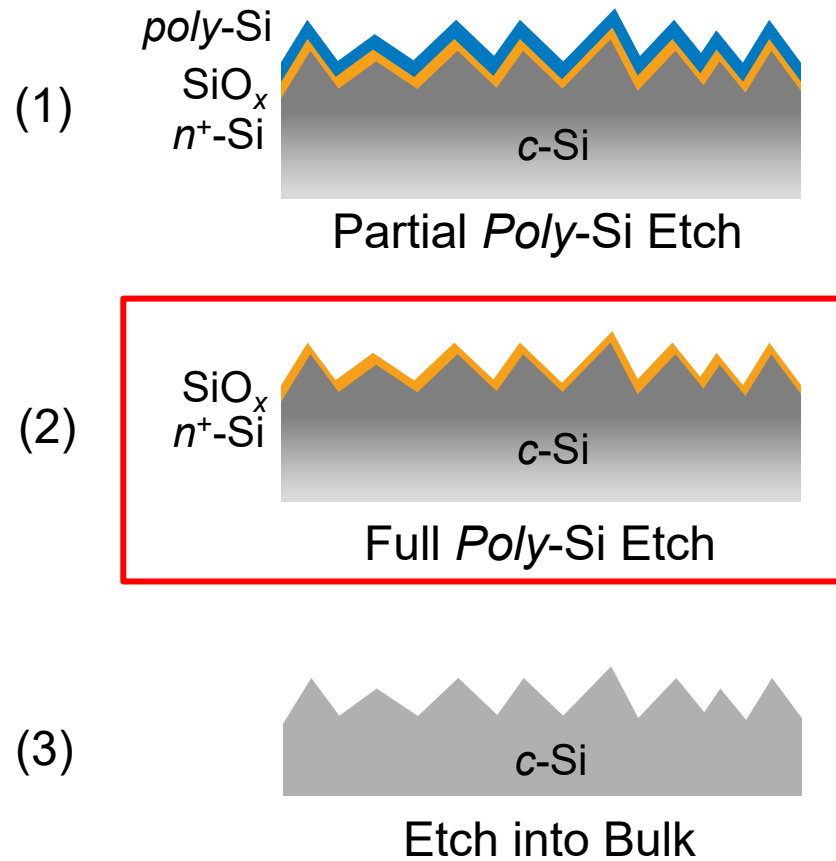 poly-Si
SiOx
(1)
n⁺-Si
c-Si
Partial Poly-Si Etch
SiOx
(2)
n⁺-Si
c-Si
Full Poly-Si Etch
(3)
c-Si
Etch into Bulk